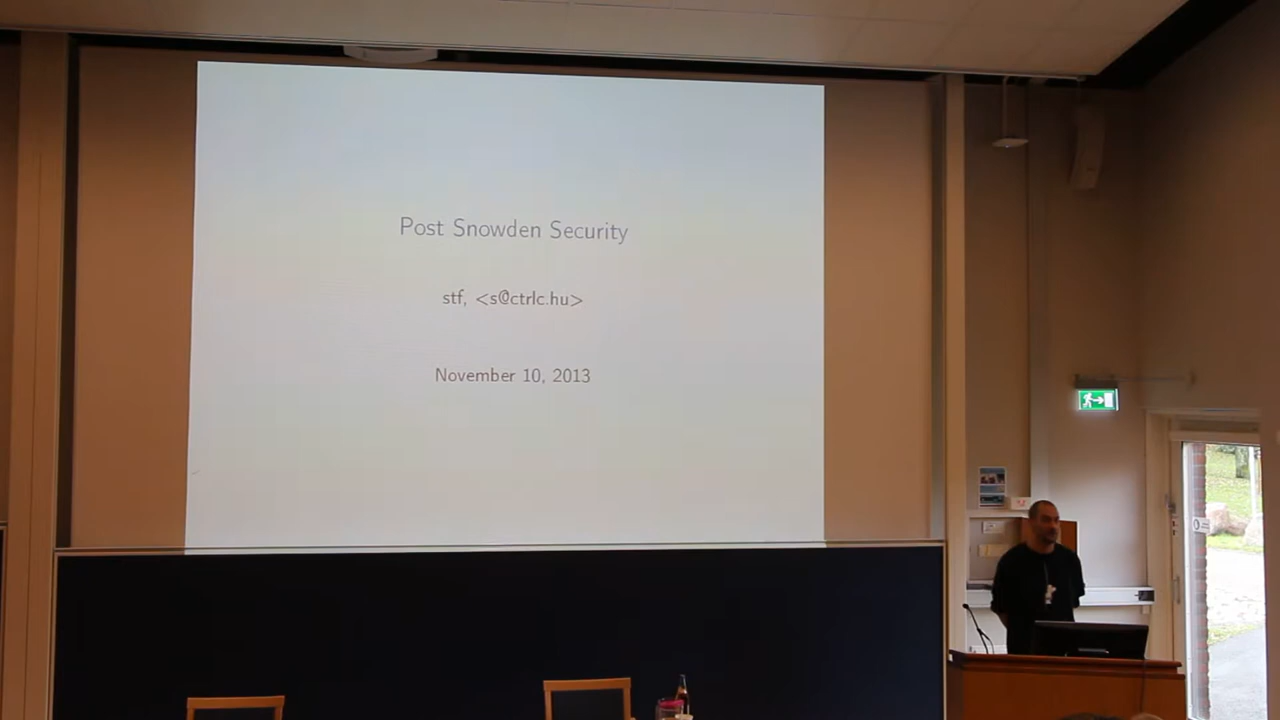 Post Snowden Security
stf, <s@ctrlc.hu>
November 10, 2013